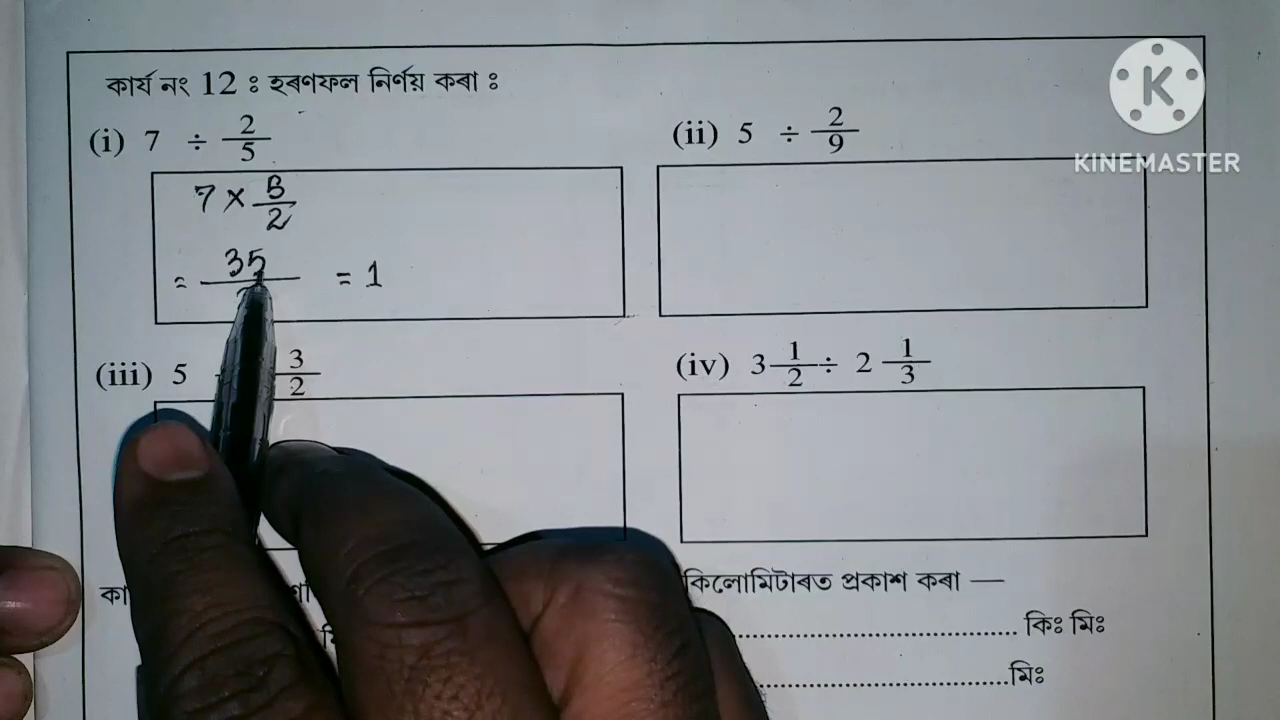 কাৰ্য নং 12 ঃ হৰণফল নিৰ্ণয় কৰা ঃ
(i) 7 ÷ 2/5
(ii) 5 ÷ 2/9
7 × 5/2
= 35 = 1
(iii) 5 3/2
(iv) 3 1/2 ÷ 2 1/3
কিলোমিটাৰত প্ৰকাশ কৰা —
কিঃ মিঃ
মিঃ
K
KINEMASTER